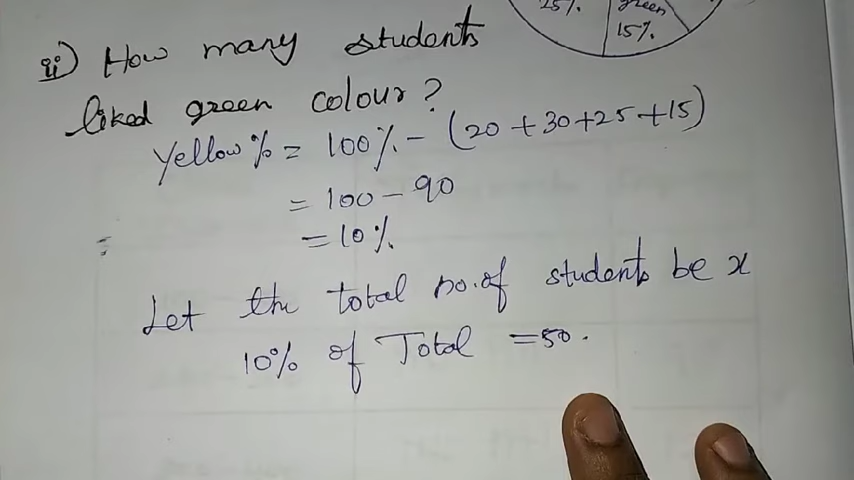 25%
green
15%
ii) How many students
liked green colour?
Yellow% = 100% - (20 + 30 + 25 + 15)
= 100 - 90
= 10%
Let the total no. of students be x
10% of Total = 50.